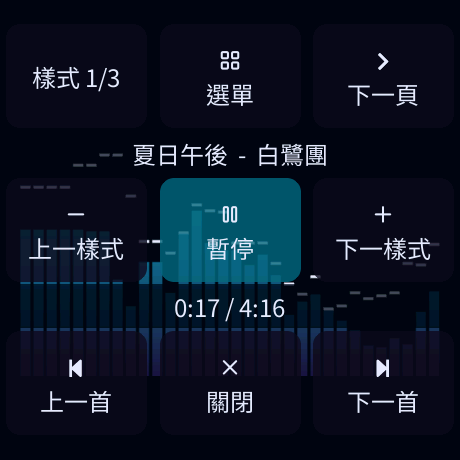 樣式 1/3
選單
下一頁
夏日午後 - 白鷺團
上一樣式
暫停
下一樣式
0:17 / 4:16
上一首
關閉
下一首